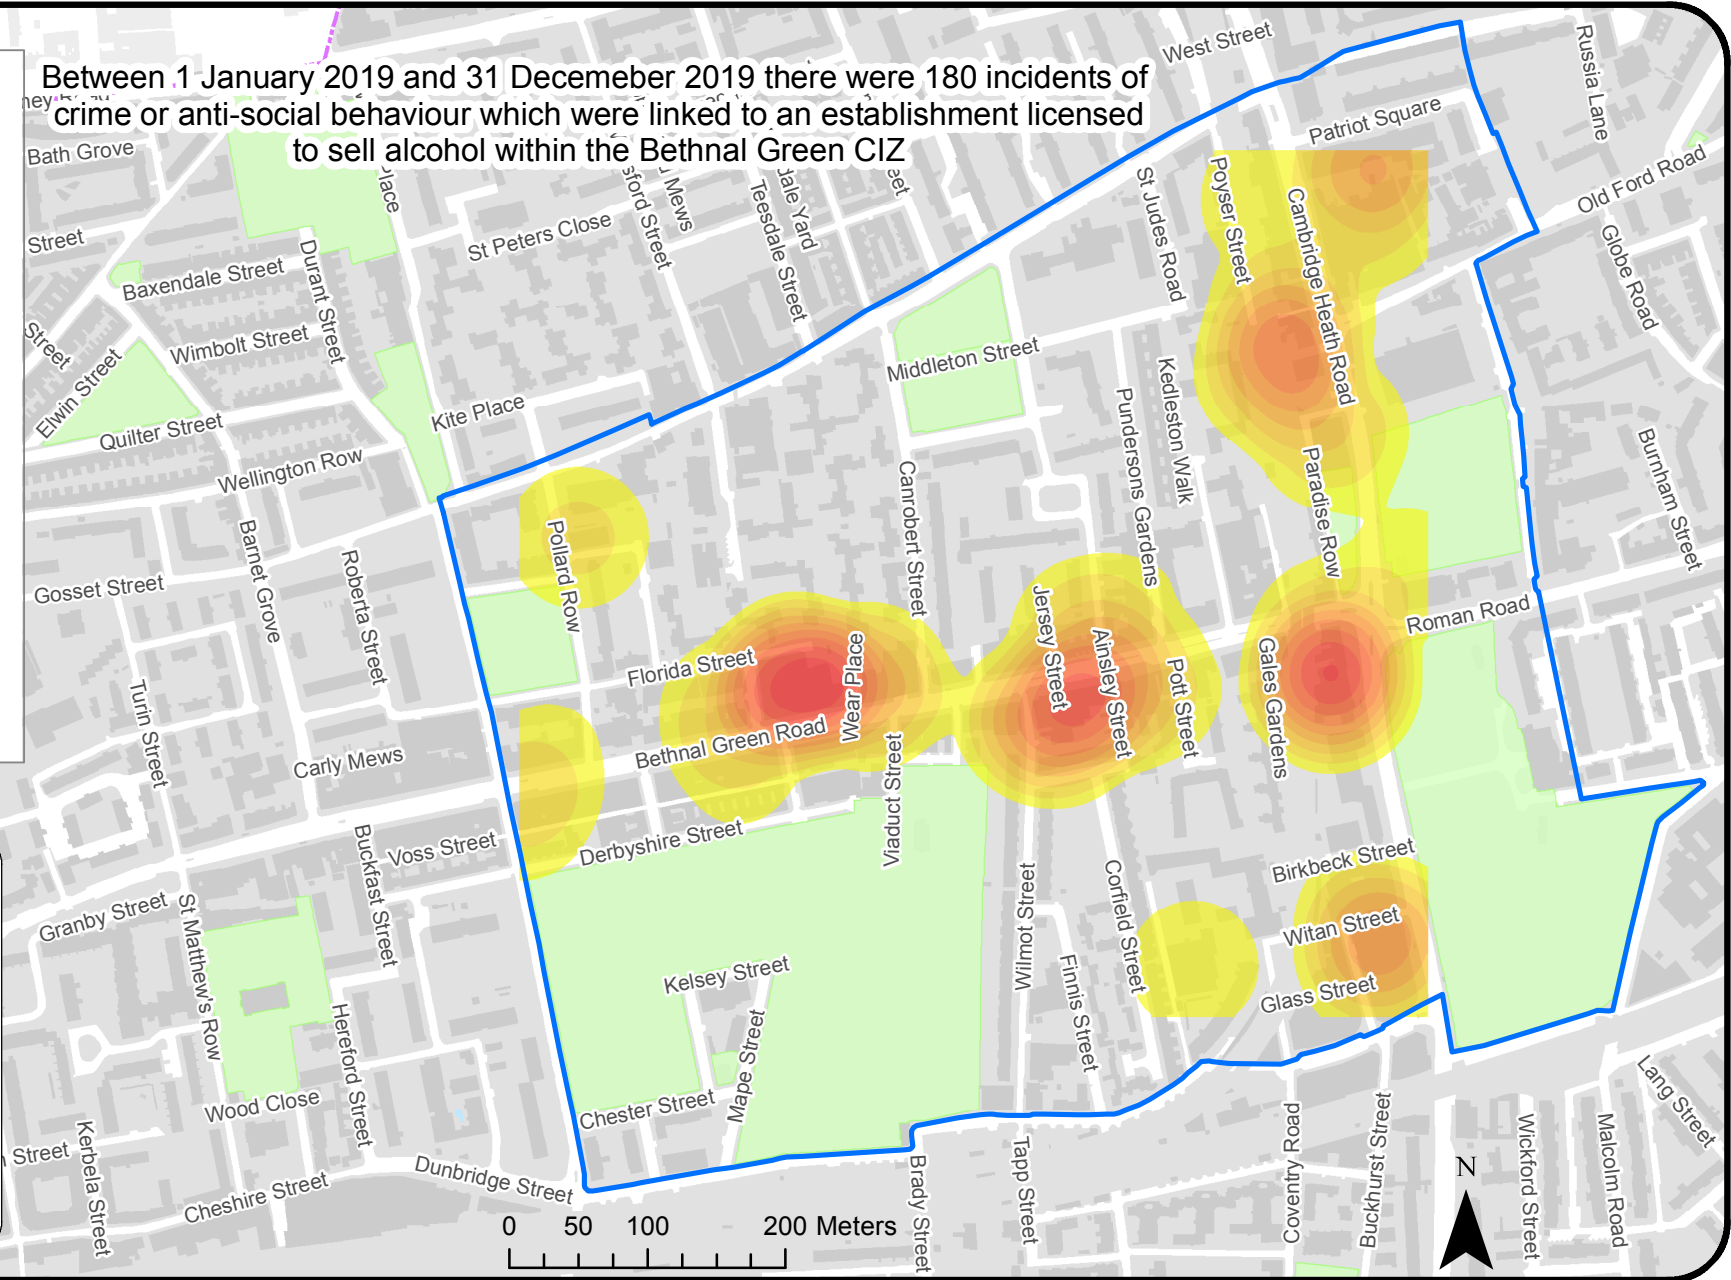 Between 1 January 2019 and 31 Decemeber 2019 there were 180 incidents of
crime or anti-social behaviour which were linked to an establishment licensed
to sell alcohol within the Bethnal Green CIZ
West Street
Russia Lane
Patriot Square
Bath Grove
Old Ford Road
Place
Mews
Street
St Peters Close
Teesdale Street
St Judes Road
Poyser Street
Cambridge Heath Road
Globe Road
Baxendale Street
Durant Street
Street
Wimbolt Street
Elwin Street
Middleton Street
Kedleston Walk
Pundersons Gardens
Kite Place
Quilter Street
Wellington Row
Canrobert Street
Paradise Row
Burnham Street
Barnet Grove
Pollard Row
Roberta Street
Gosset Street
Jersey Street
Ainsley Street
Roman Road
Florida Street
Wear Place
Pott Street
Gales Gardens
Turin Street
Bethnal Green Road
Carly Mews
Viaduct Street
Buckfast Street
Voss Street
Derbyshire Street
Birkbeck Street
Wilmot Street
Corfield Street
Granby Street
St Matthew's Row
Witan Street
Kelsey Street
Finnis Street
Glass Street
Hereford Street
Mape Street
Wood Close
Chester Street
Lang Street
Kerbela Street
Street
Dunbridge Street
Cheshire Street
Brady Street
Tapp Street
Coventry Road
Buckhurst Street
N
Wickford Street
Malcolm Road
0 50 100 200 Meters